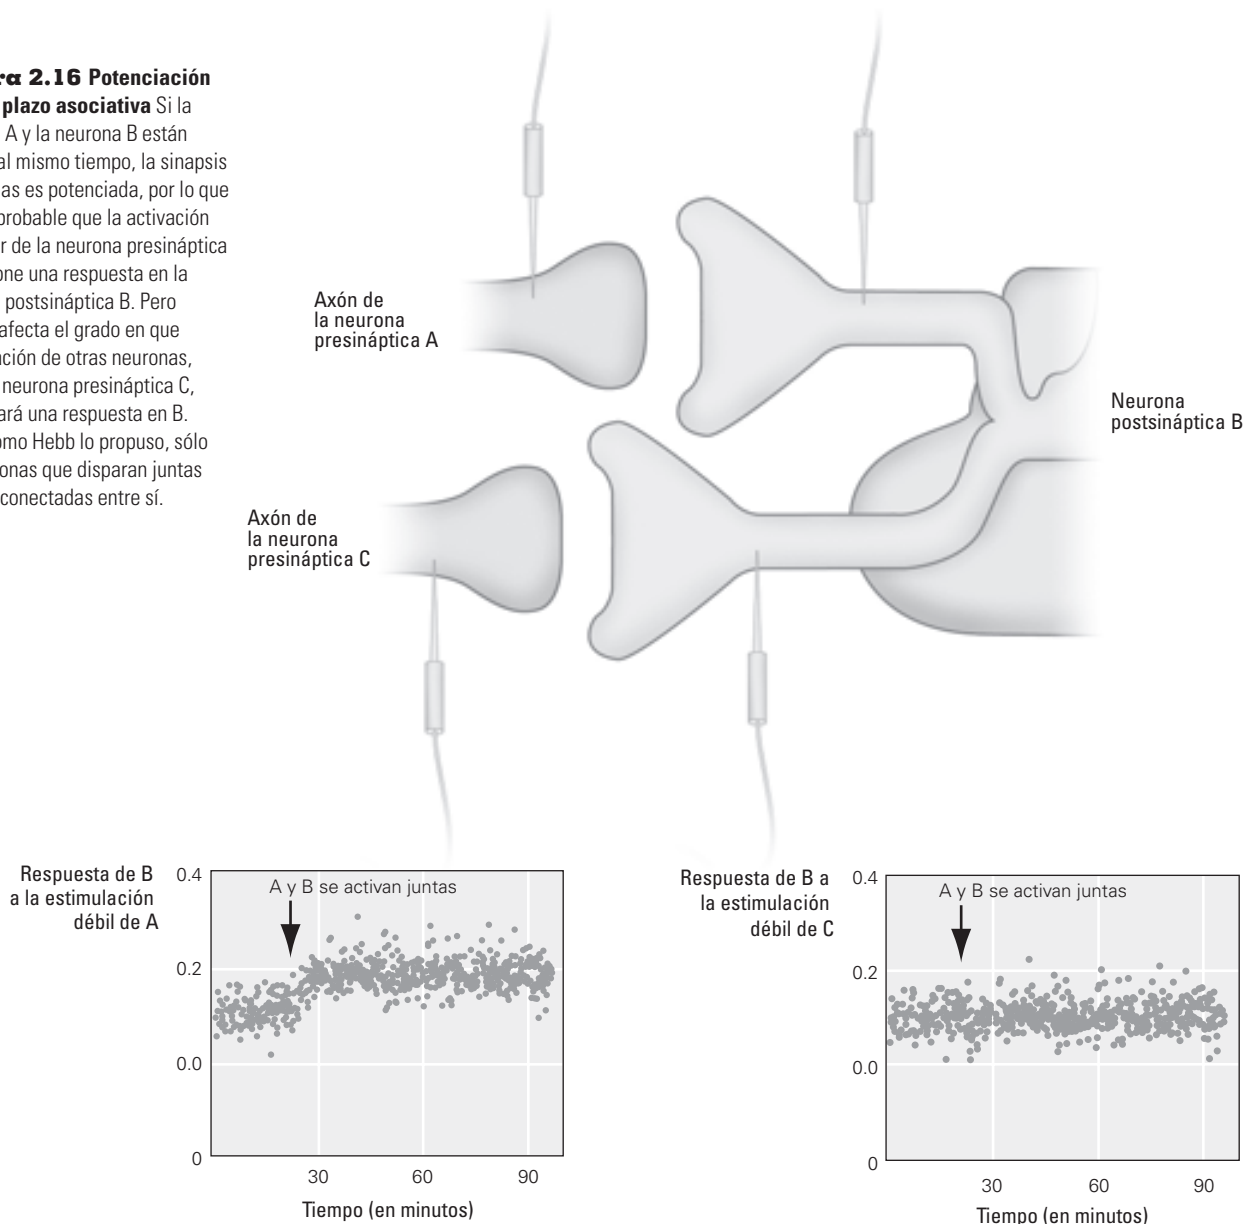 ra 2.16 Potenciación
plazo asociativa Si la
A y la neurona B están
al mismo tiempo, la sinapsis
as es potenciada, por lo que
probable que la activación
r de la neurona presináptica
one una respuesta en la
postsináptica B. Pero
afecta el grado en que
ación de otras neuronas,
neurona presináptica C,
ará una respuesta en B.
omo Hebb lo propuso, sólo
onas que disparan juntas
conectadas entre sí.
Axón de
la neurona
presináptica A
Neurona
postsináptica B
Axón de
la neurona
presináptica C
Respuesta de B
a la estimulación
débil de A
0.4
A y B se activan juntas
0.2
0.0
0
30 60 90
Tiempo (en minutos)
Respuesta de B a
la estimulación
débil de C
0.4
A y B se activan juntas
0.2
0.0
0
30 60 90
Tiempo (en minutos)